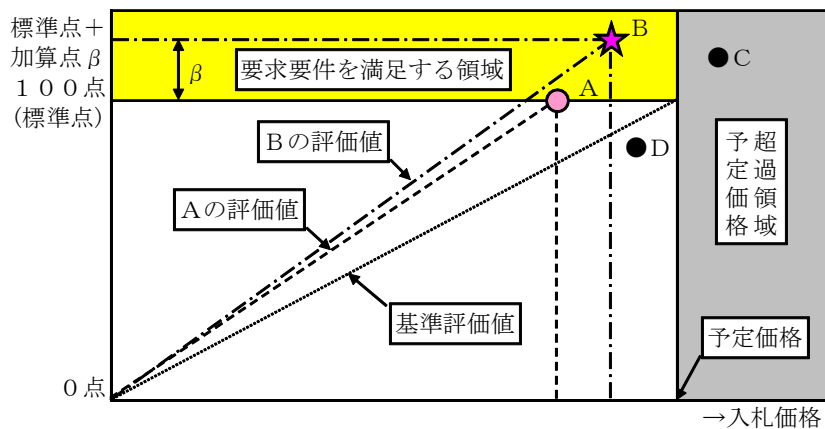 標準点＋
加算点β
１００点
(標準点)
０点
β
要求要件を満足する領域
B
A
C
D
Bの評価値
Aの評価値
基準評価値
予定価格
超過領域
予定価格
→入札価格